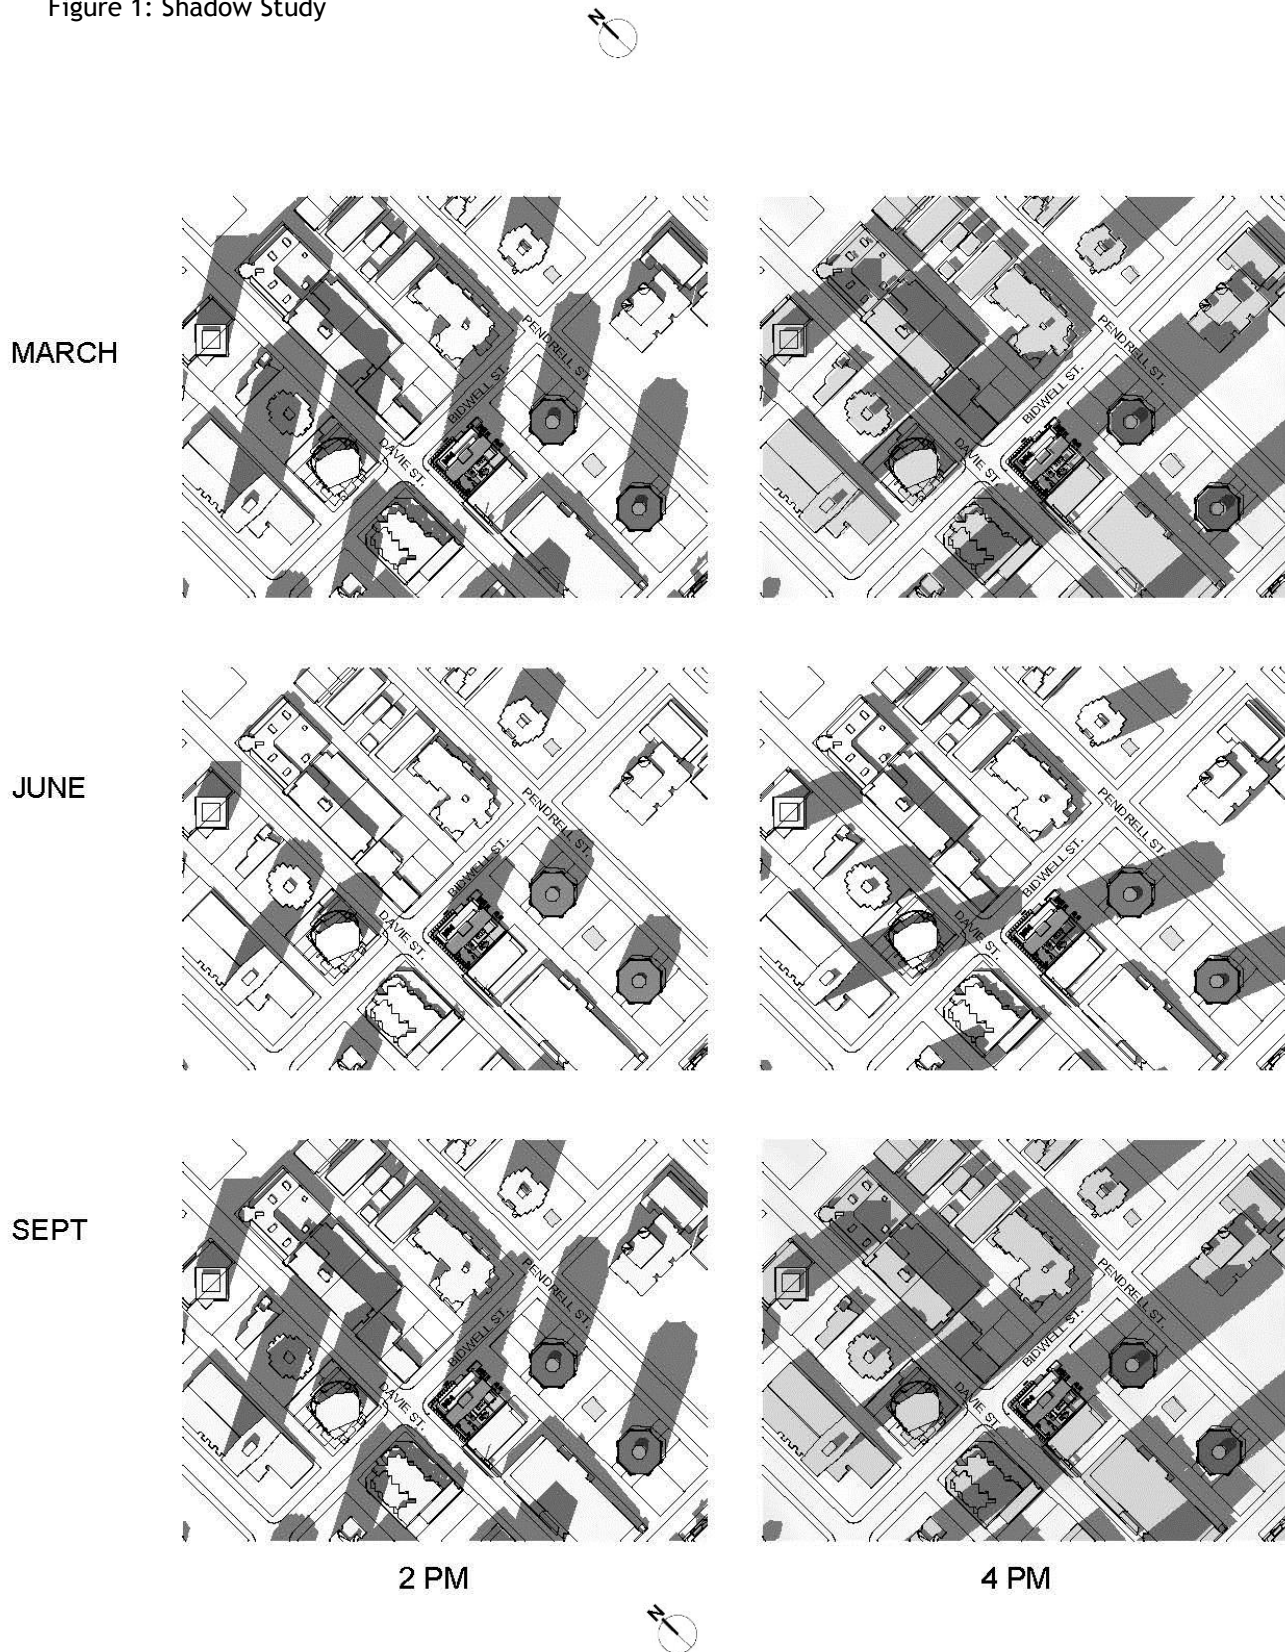 Figure 1: Shadow Study
N
MARCH
PENDRELL ST.
BIDWELL ST.
DAVIE ST.
PENDRELL ST.
BIDWELL ST.
DAVIE ST.
JUNE
PENDRELL ST.
BIDWELL ST.
DAVIE ST.
PENDRELL ST.
BIDWELL ST.
DAVIE ST.
SEPT
PENDRELL ST.
BIDWELL ST.
DAVIE ST.
PENDRELL ST.
BIDWELL ST.
DAVIE ST.
2 PM
4 PM
N